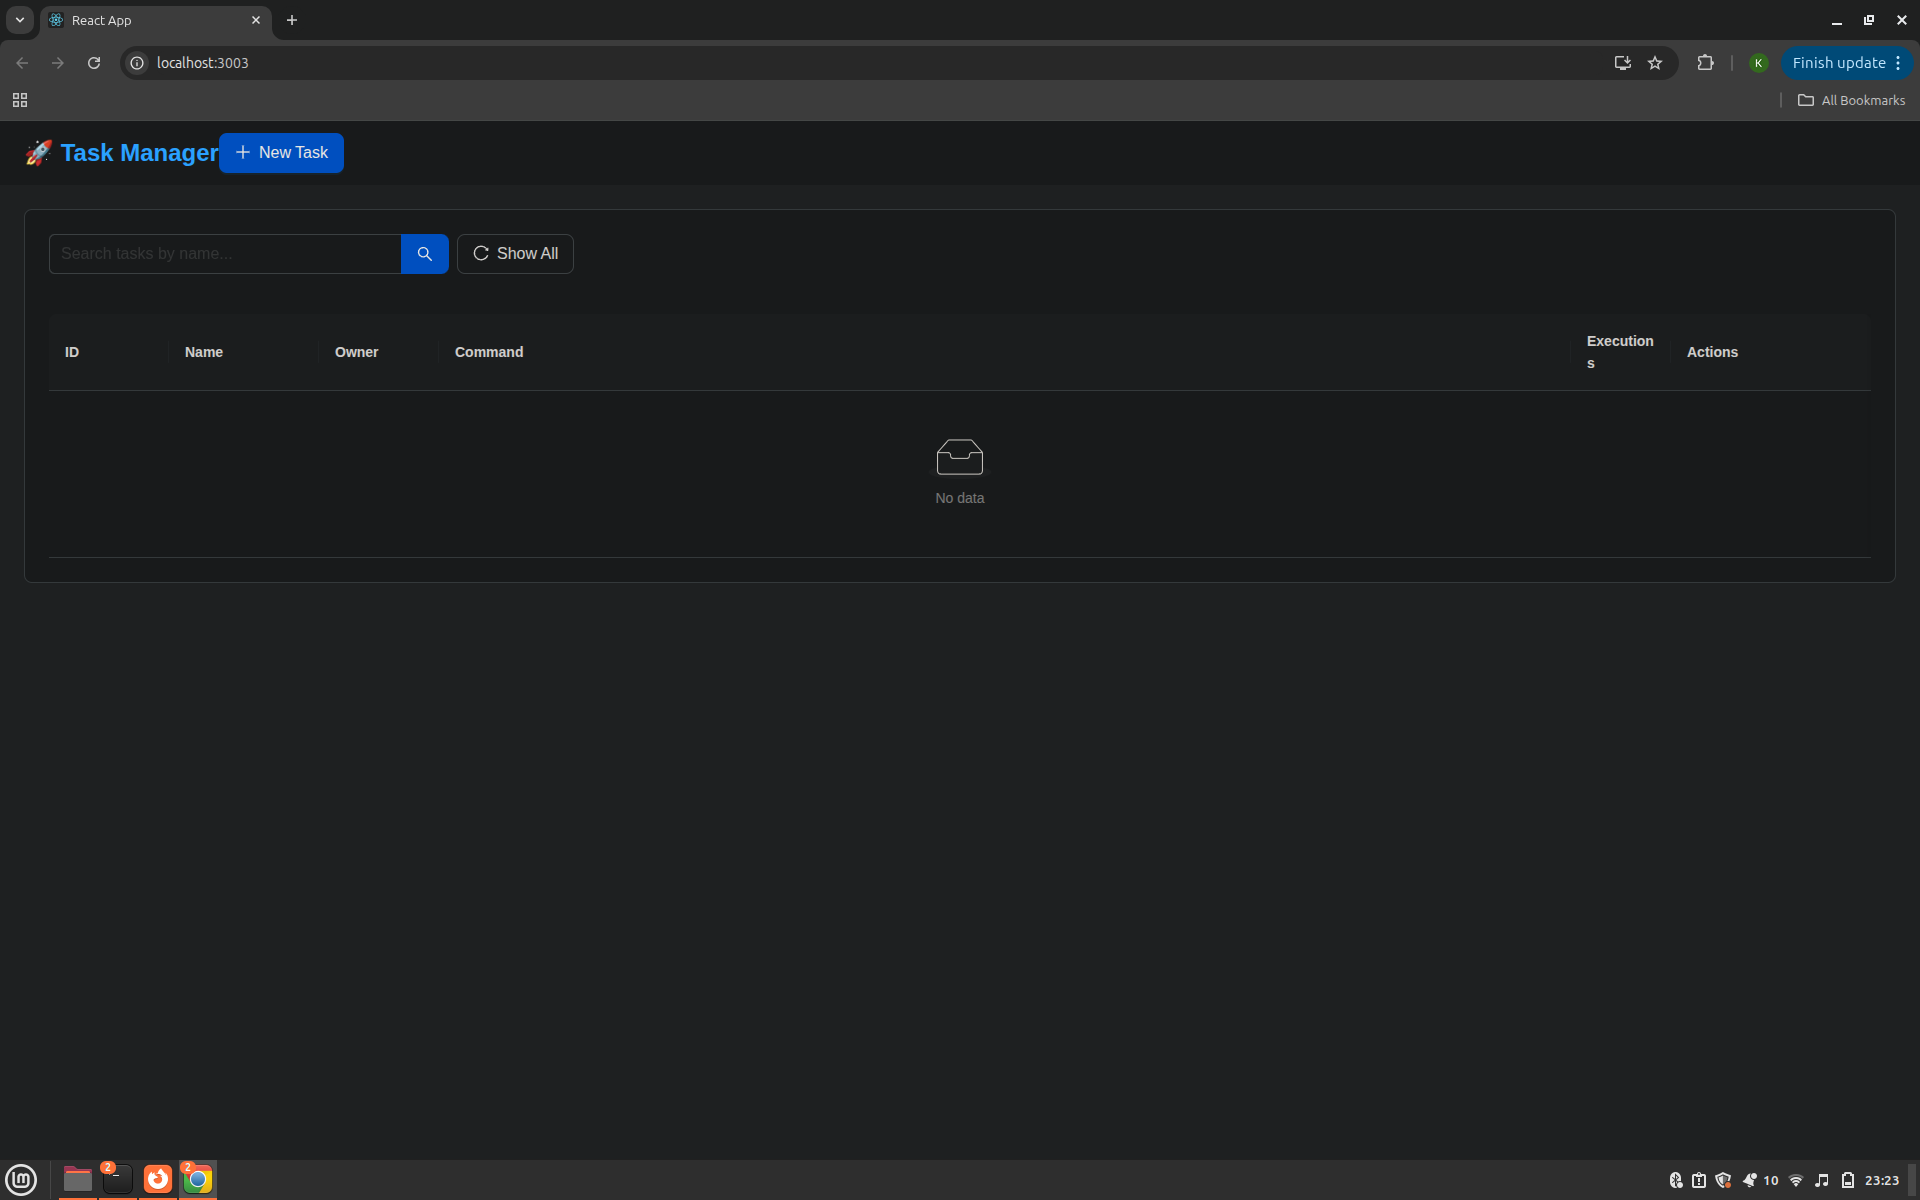 React App
localhost:3003
K
Finish update
All Bookmarks
🚀 Task Manager
New Task
Search tasks by name...
Show All
ID
Name
Owner
Command
Execution
s
Actions
No data
2
2
10
23:23